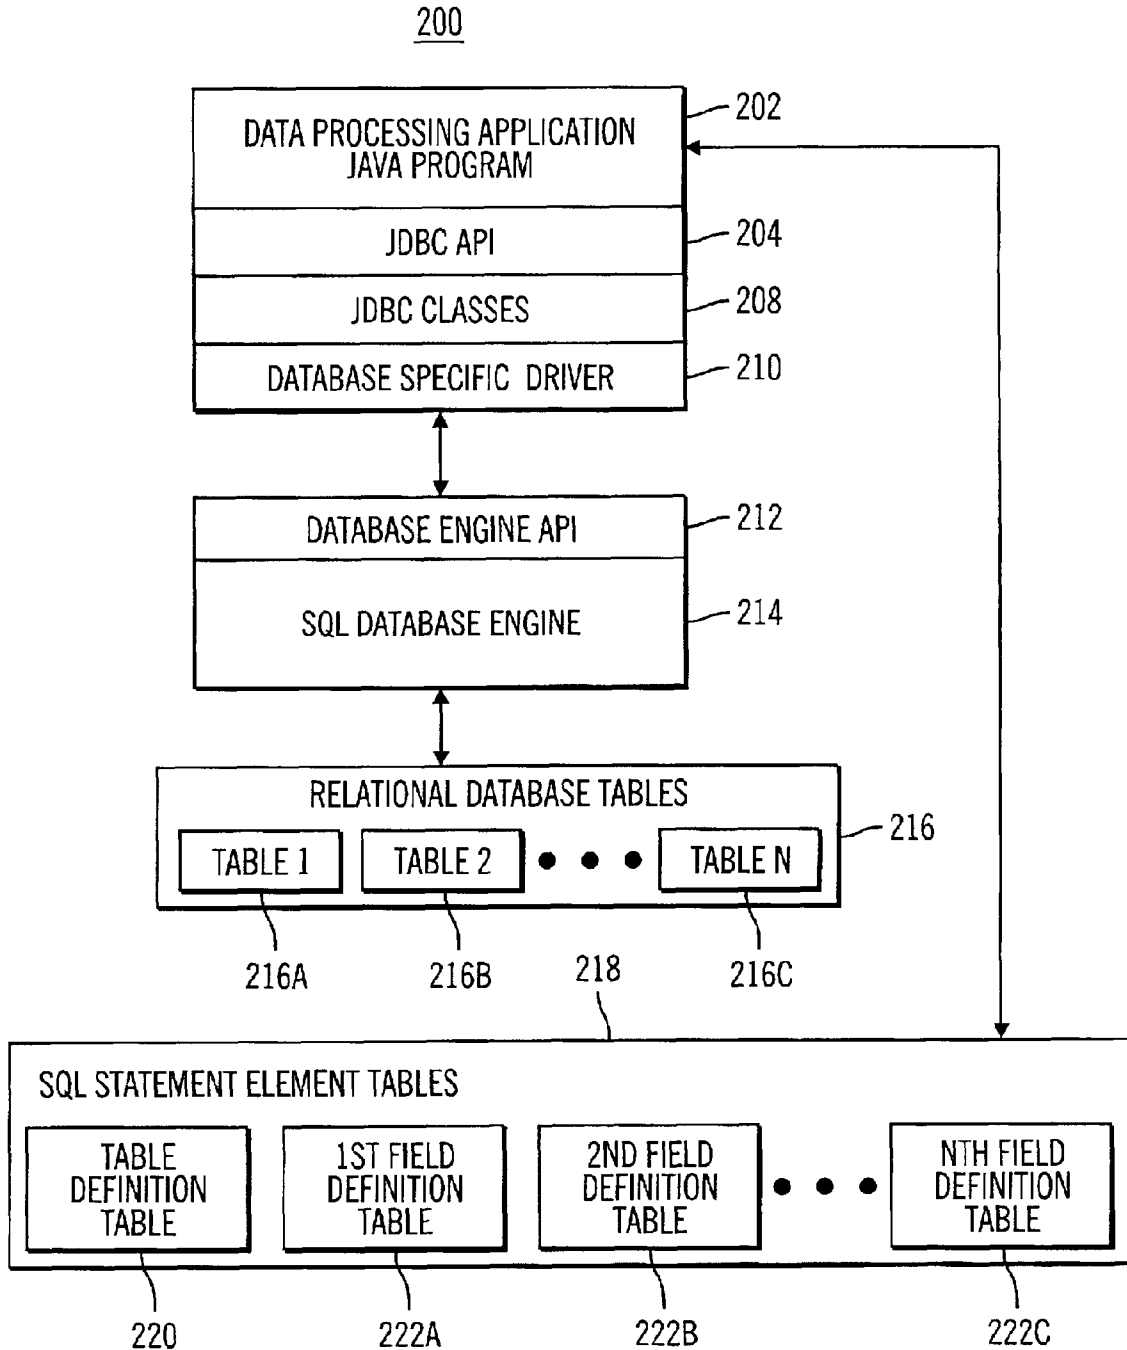 200
DATA PROCESSING APPLICATION
JAVA PROGRAM
202
JDBC API
204
JDBC CLASSES
208
DATABASE SPECIFIC DRIVER
210
DATABASE ENGINE API
212
SQL DATABASE ENGINE
214
RELATIONAL DATABASE TABLES
216
TABLE 1
TABLE 2
TABLE N
216A
216B
216C
218
SQL STATEMENT ELEMENT TABLES
TABLE
DEFINITION
TABLE
1ST FIELD
DEFINITION
TABLE
2ND FIELD
DEFINITION
TABLE
NTH FIELD
DEFINITION
TABLE
220
222A
222B
222C